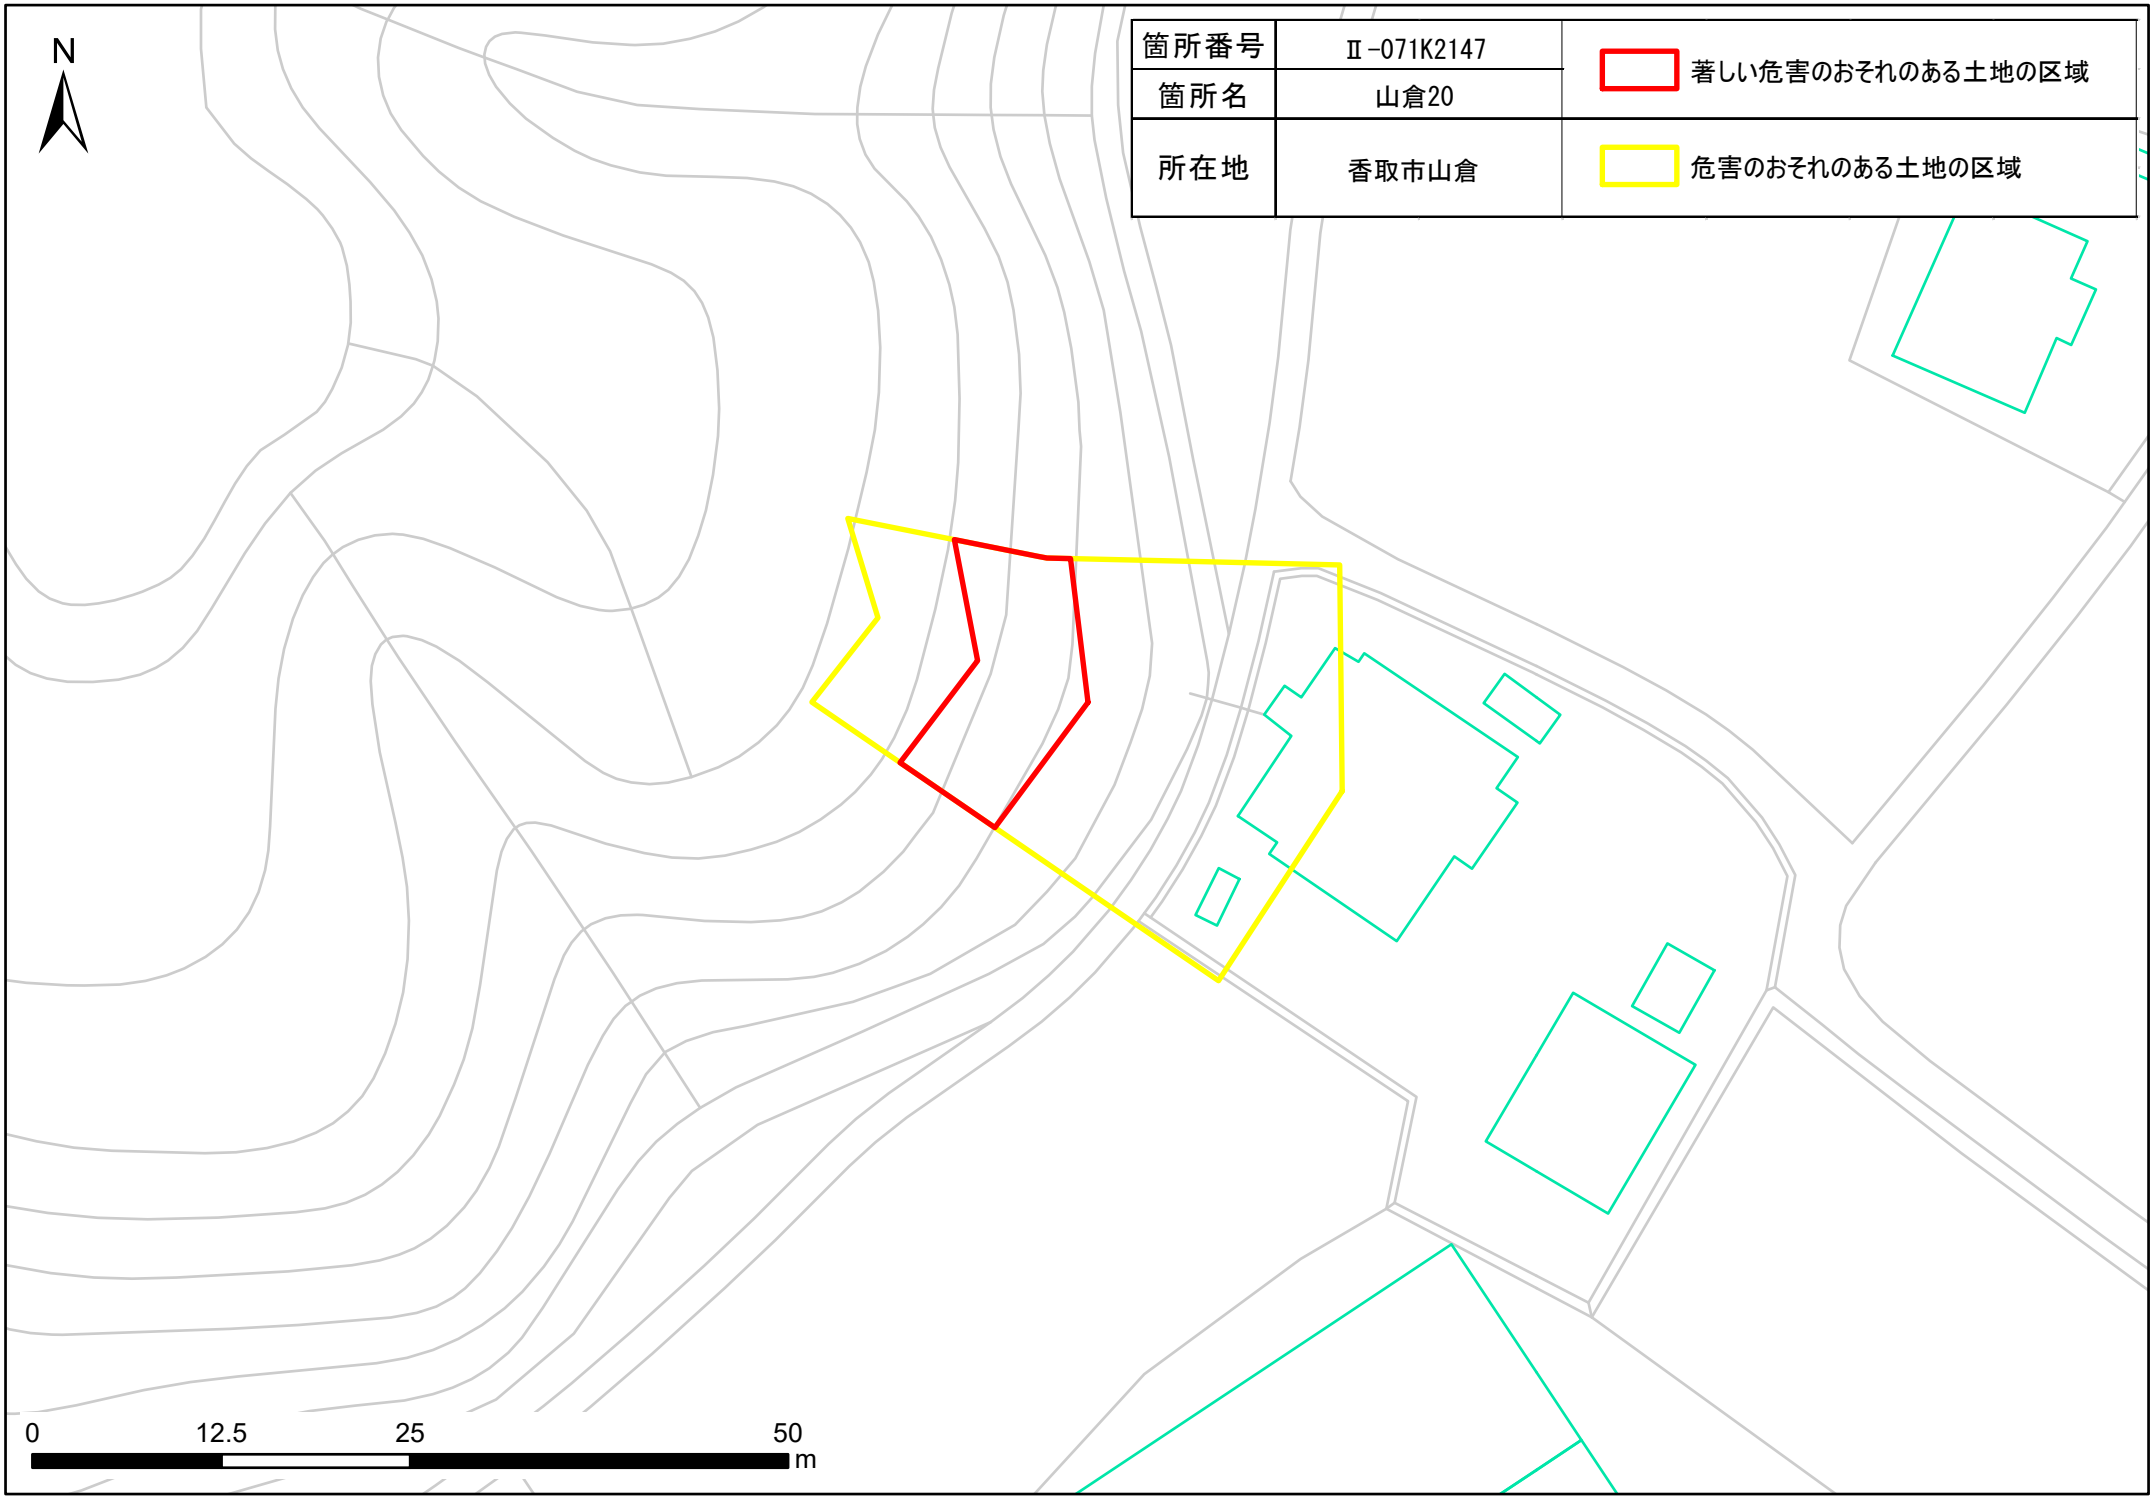 N
箇所番号 Ⅱ-071K2147
箇所名 山倉20
所在地 香取市山倉
著しい危害のおそれのある土地の区域
危害のおそれのある土地の区域
0 12.5 25 50
m